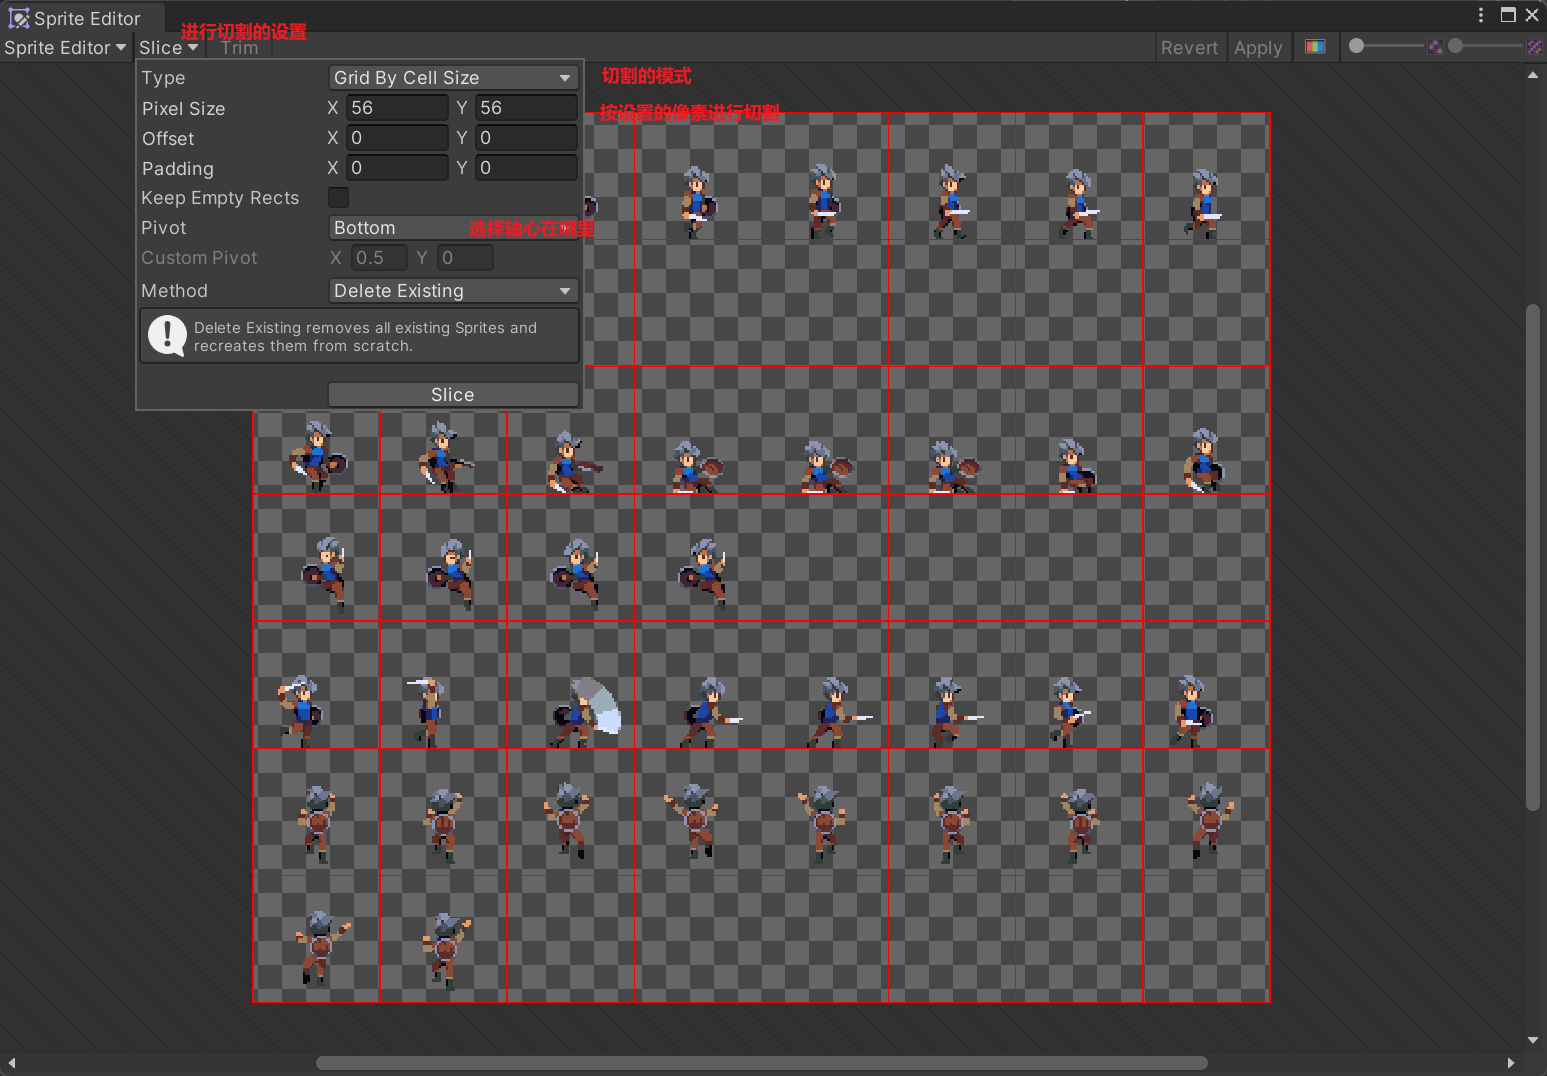 Sprite Editor
进行切割的设置
Sprite Editor Slice Trim Revert Apply
Type Grid By Cell Size 切割的模式
Pixel Size X 56 Y 56 按设置的像素进行切割
Offset X 0 Y 0
Padding X 0 Y 0
Keep Empty Rects
Pivot Bottom 选择轴心在哪里
Custom Pivot X 0.5 Y 0
Method Delete Existing
Delete Existing removes all existing Sprites and
recreates them from scratch.
Slice